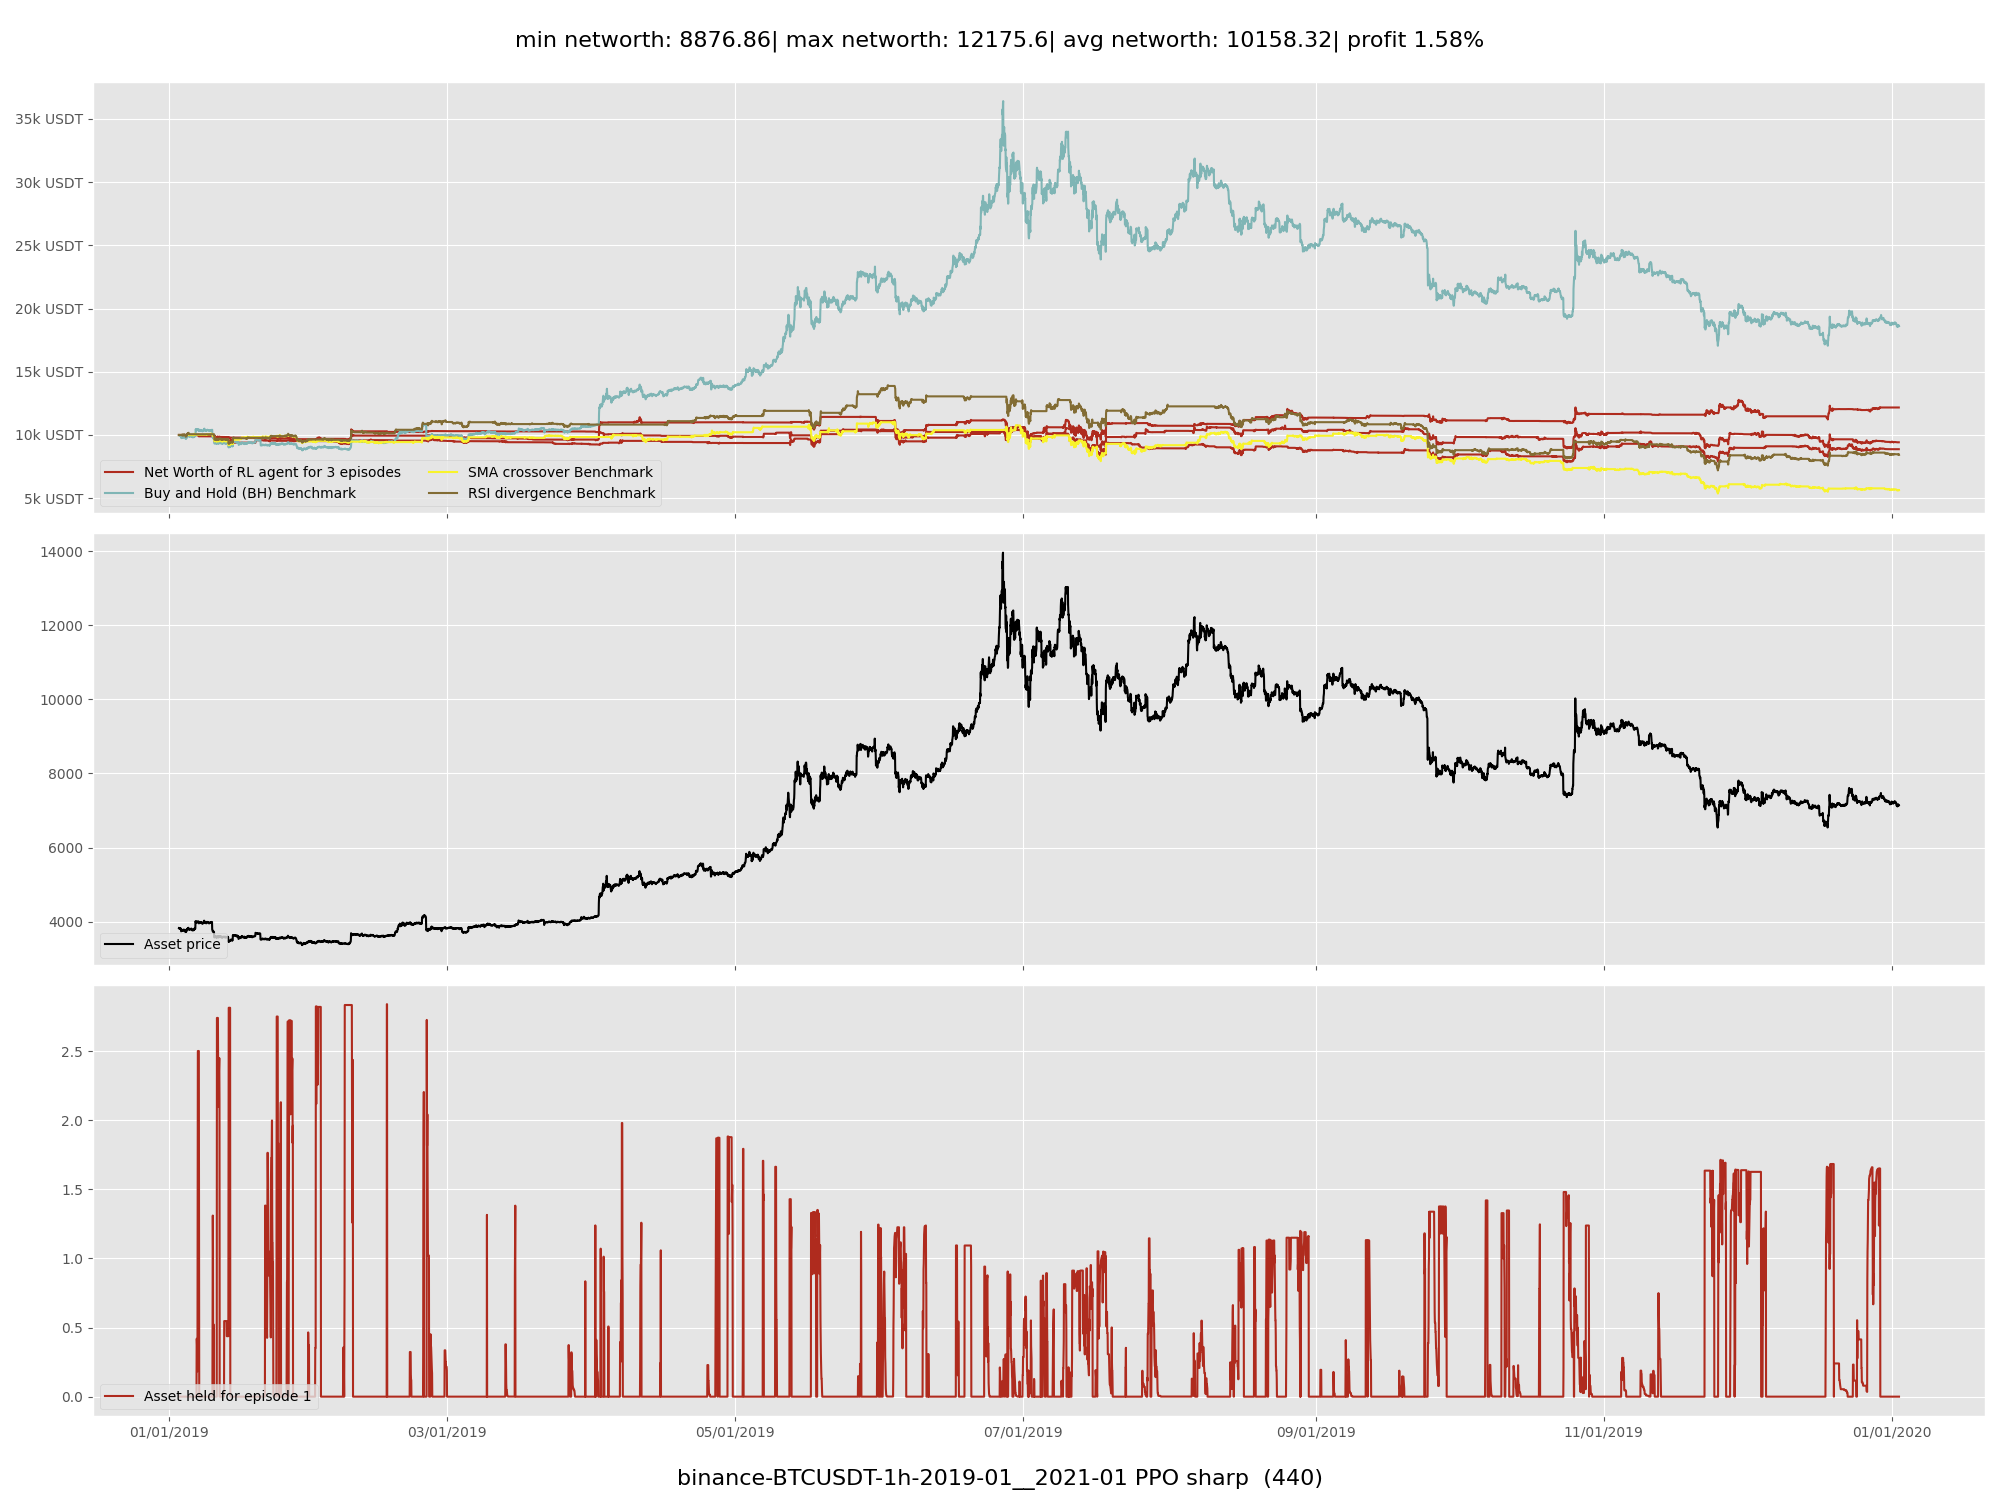 min networth: 8876.86| max networth: 12175.6| avg networth: 10158.32| profit 1.58%
35k USDT
30k USDT
25k USDT
20k USDT
15k USDT
10k USDT
5k USDT
Net Worth of RL agent for 3 episodes
Buy and Hold (BH) Benchmark
SMA crossover Benchmark
RSI divergence Benchmark
14000
12000
10000
8000
6000
4000
Asset price
2.5
2.0
1.5
1.0
0.5
0.0
Asset held for episode 1
01/01/2019 03/01/2019 05/01/2019 07/01/2019 09/01/2019 11/01/2019 01/01/2020
binance-BTCUSDT-1h-2019-01__2021-01 PPO sharp (440)